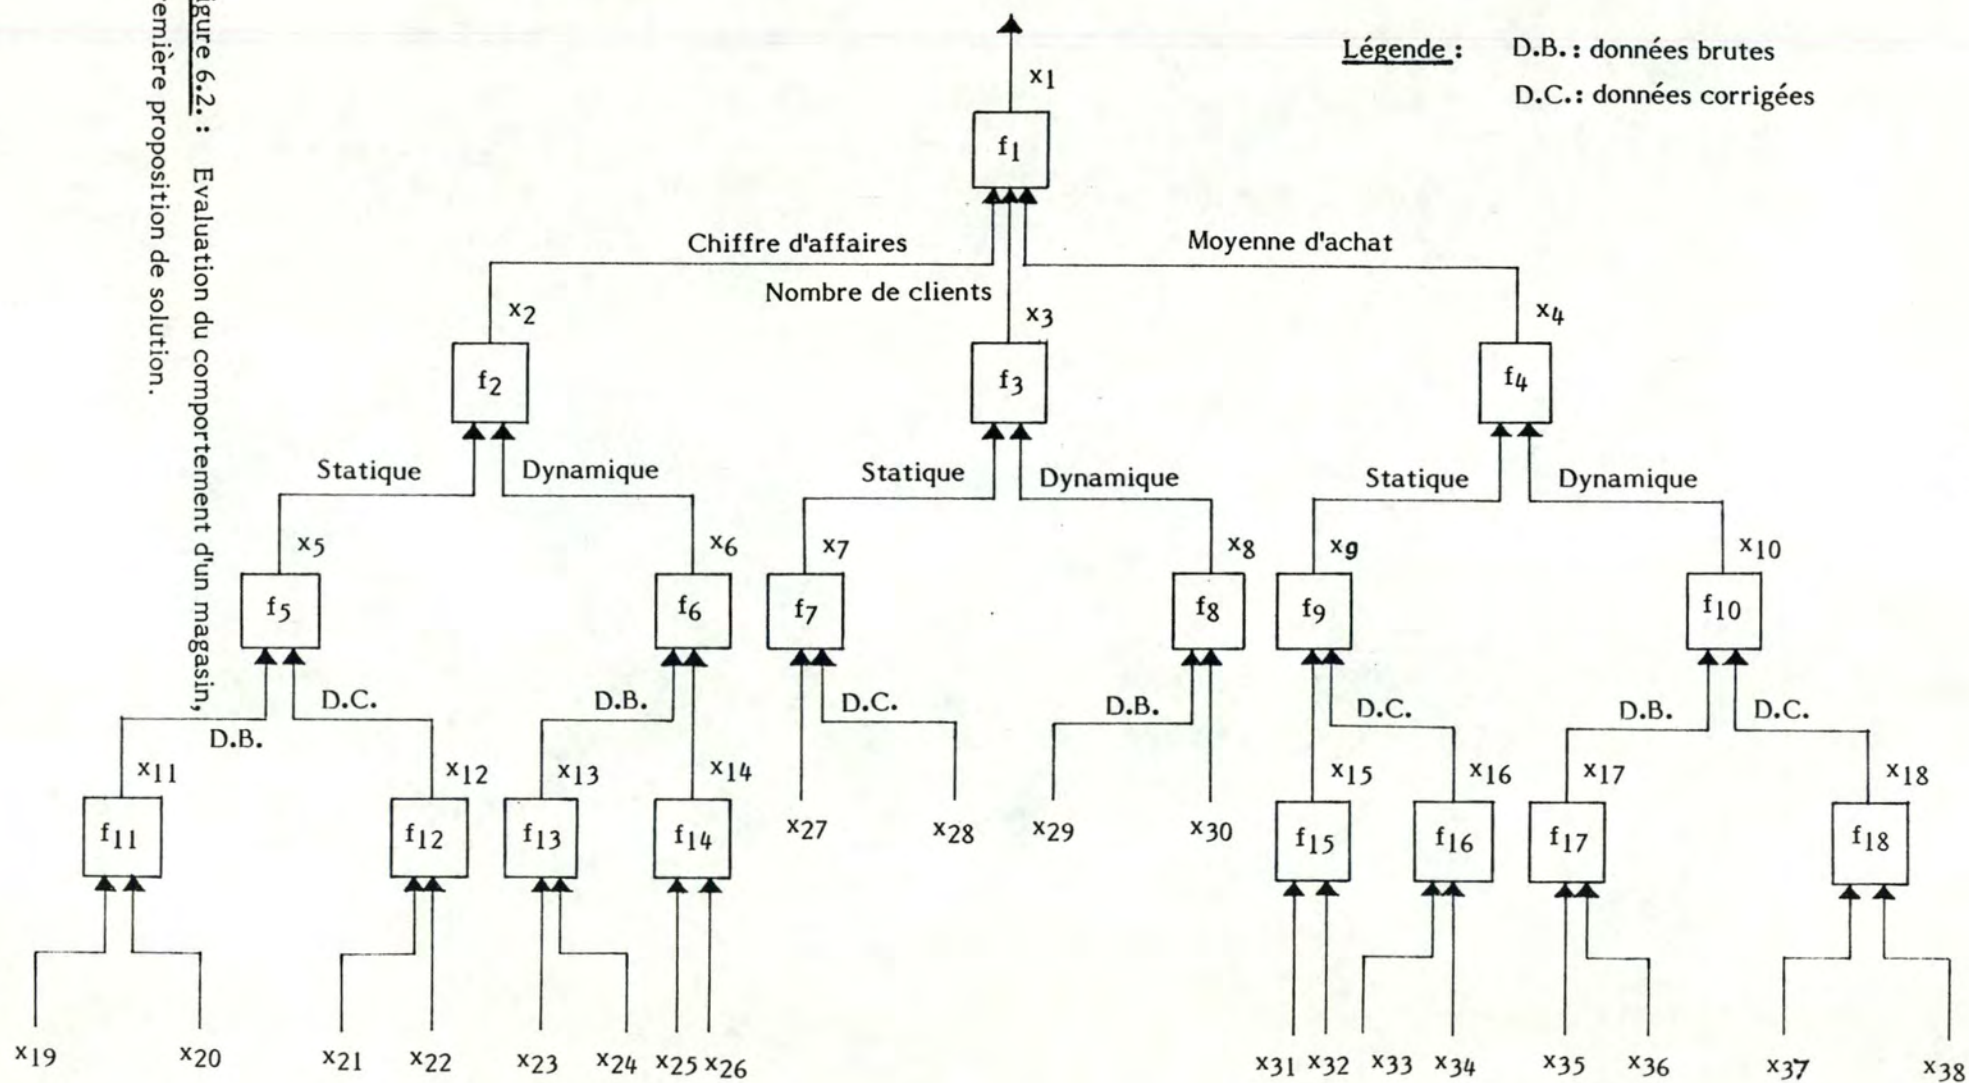 Figure 6.2. : Evaluation du comportement d'un magasin,
première proposition de solution.
Légende : D.B. : données brutes
D.C. : données corrigées
x1
f1
Chiffre d'affaires Moyenne d'achat
Nombre de clients
x2 x3 x4
f2 f3 f4
Statique Dynamique Statique Dynamique Statique Dynamique
x5 x6 x7 x8 x9 x10
f5 f6 f7 f8 f9 f10
D.B. D.C. D.B. D.C. D.B. D.C. D.B. D.C.
x11 x12 x13 x14 x15 x16 x17 x18
f11 f12 f13 f14 x27 x28 x29 x30 f15 f16 f17 f18
x19 x20 x21 x22 x23 x24 x25 x26 x31 x32 x33 x34 x35 x36 x37 x38